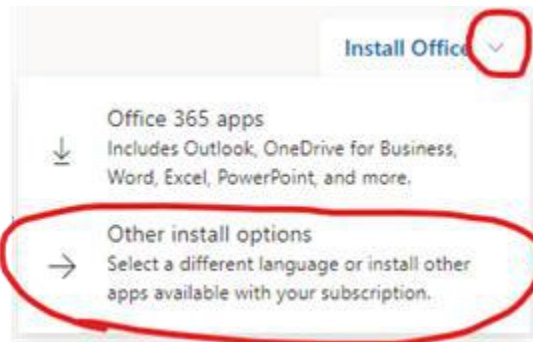 Install Office
Office 365 apps
Includes Outlook, OneDrive for Business,
Word, Excel, PowerPoint, and more.
Other install options
Select a different language or install other
apps available with your subscription.